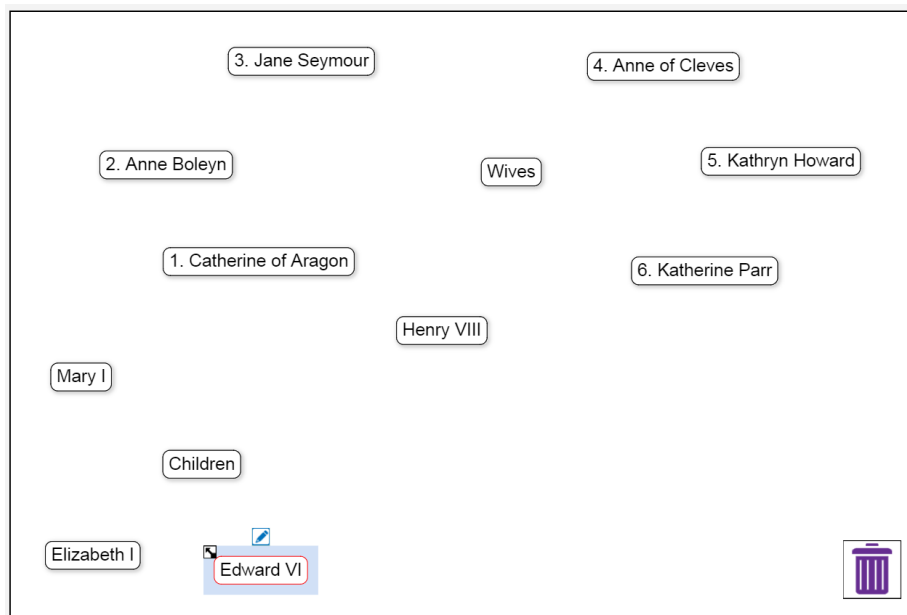 3. Jane Seymour
4. Anne of Cleves
2. Anne Boleyn
Wives
5. Kathryn Howard
1. Catherine of Aragon
6. Katherine Parr
Henry VIII
Mary I
Children
Elizabeth I
Edward VI